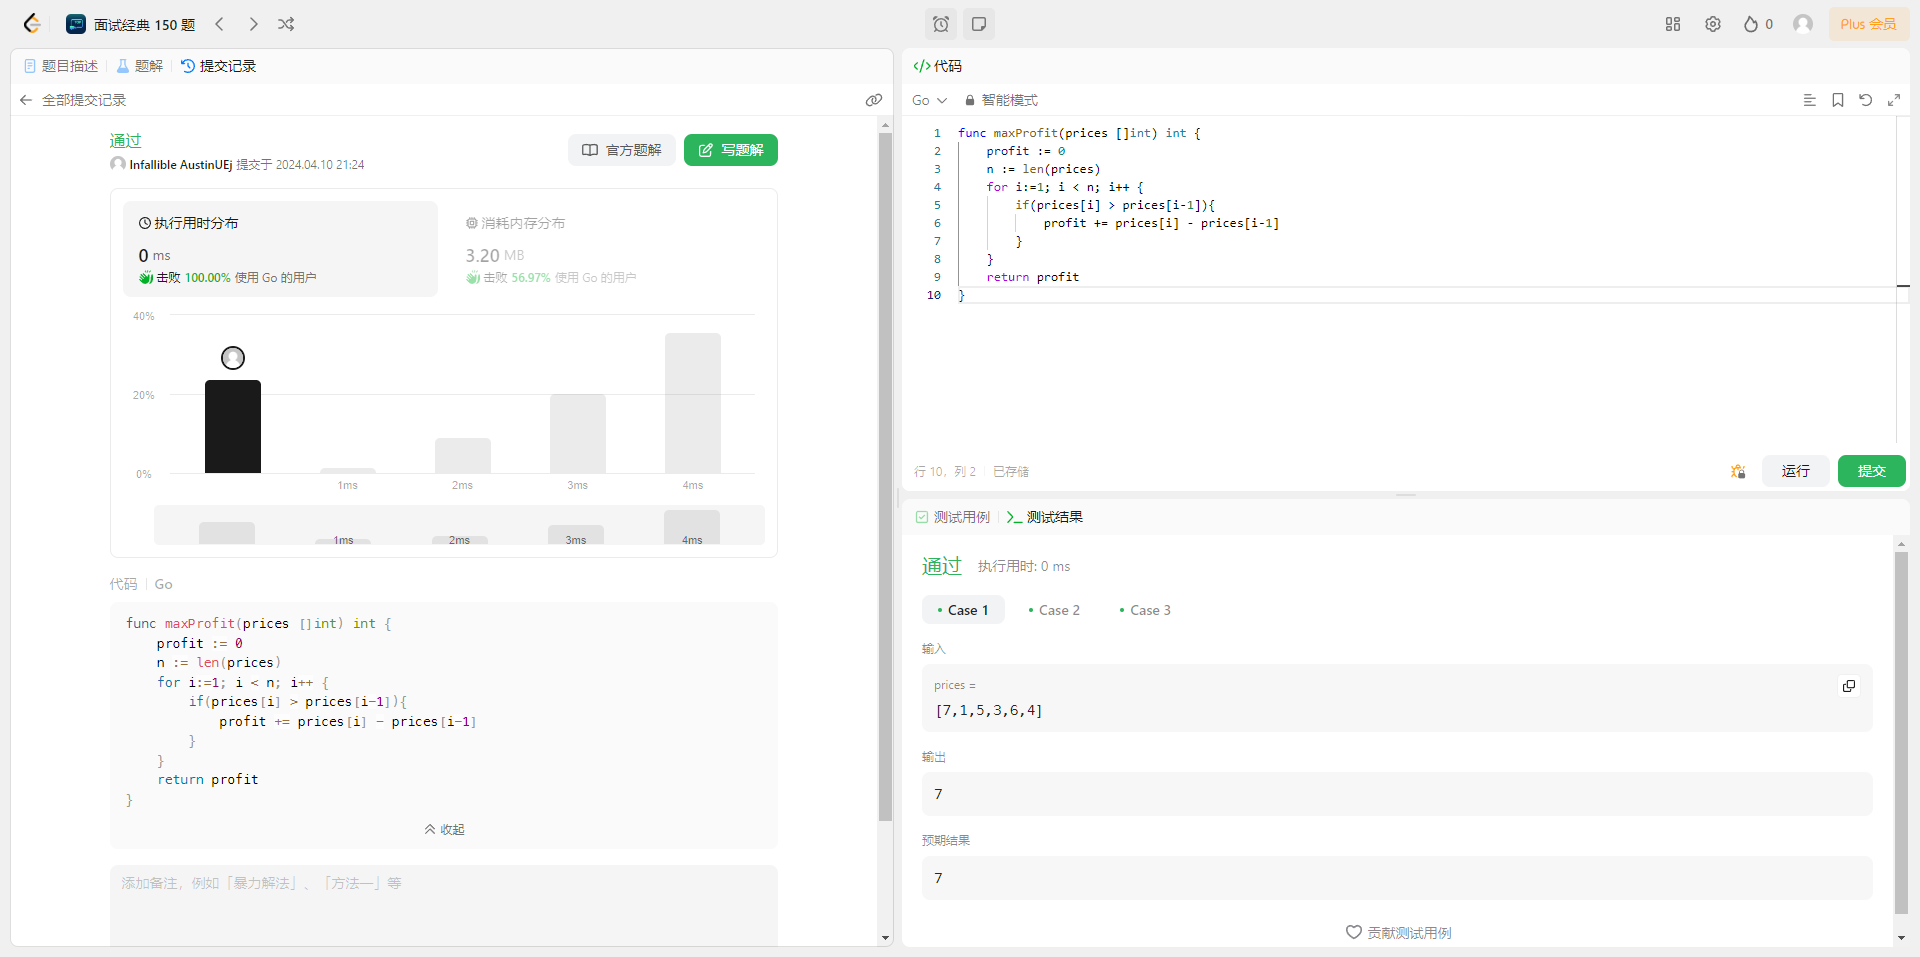 面试经典 150 题
0
Plus 会员
题目描述
题解
提交记录
全部提交记录
通过
Infallible AustinUEj 提交于 2024.04.10 21:24
官方题解
写题解
执行用时分布
0 ms
击败 100.00% 使用 Go 的用户
消耗内存分布
3.20 MB
击败 56.97% 使用 Go 的用户
40%
20%
0%
1ms
2ms
3ms
4ms
1ms
2ms
3ms
4ms
代码
Go
func maxProfit(prices []int) int {
    profit := 0
    n := len(prices)
    for i:=1; i < n; i++ {
        if(prices[i] > prices[i-1]){
            profit += prices[i] - prices[i-1]
        }
    }
    return profit
}
收起
添加备注，例如「暴力解法」、「方法一」等
代码
Go
智能模式
1 func maxProfit(prices []int) int {
2     profit := 0
3     n := len(prices)
4     for i:=1; i < n; i++ {
5         if(prices[i] > prices[i-1]){
6             profit += prices[i] - prices[i-1]
7         }
8     }
9     return profit
10 }
行 10，列 2
已存储
运行
提交
测试用例
测试结果
通过
执行用时: 0 ms
Case 1
Case 2
Case 3
输入
prices =
[7,1,5,3,6,4]
输出
7
预期结果
7
贡献测试用例